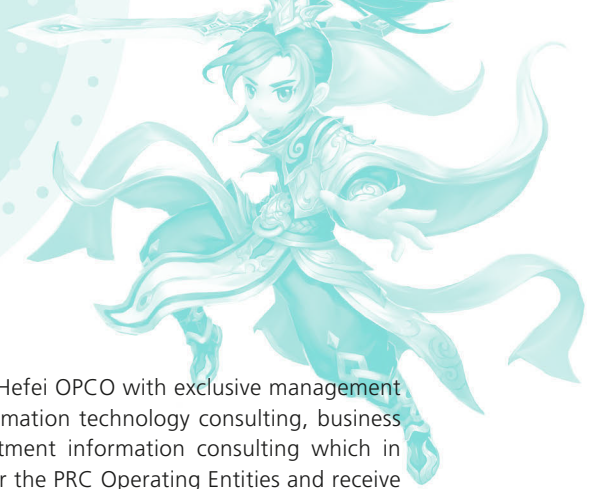 Hefei OPCO with exclusive management
mation technology consulting, business
tment information consulting which in
r the PRC Operating Entities and receive